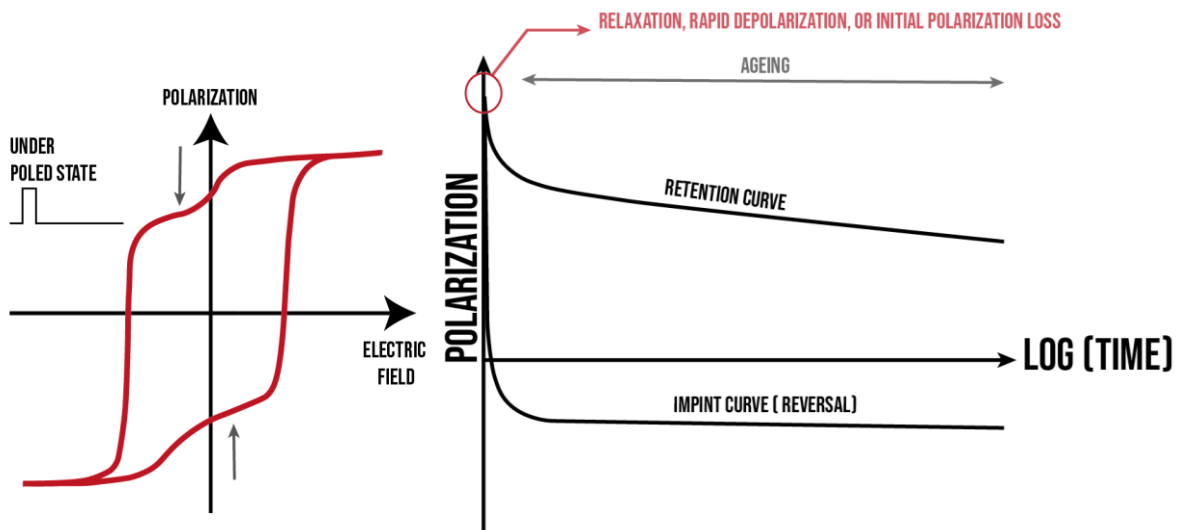 RELAXATION, RAPID DEPOLARIZATION, OR INITIAL POLARIZATION LOSS
AGEING
POLARIZATION
UNDER
POLED STATE
RETENTION CURVE
POLARIZATION
ELECTRIC
FIELD
LOG (TIME)
IMPINT CURVE ( REVERSAL)